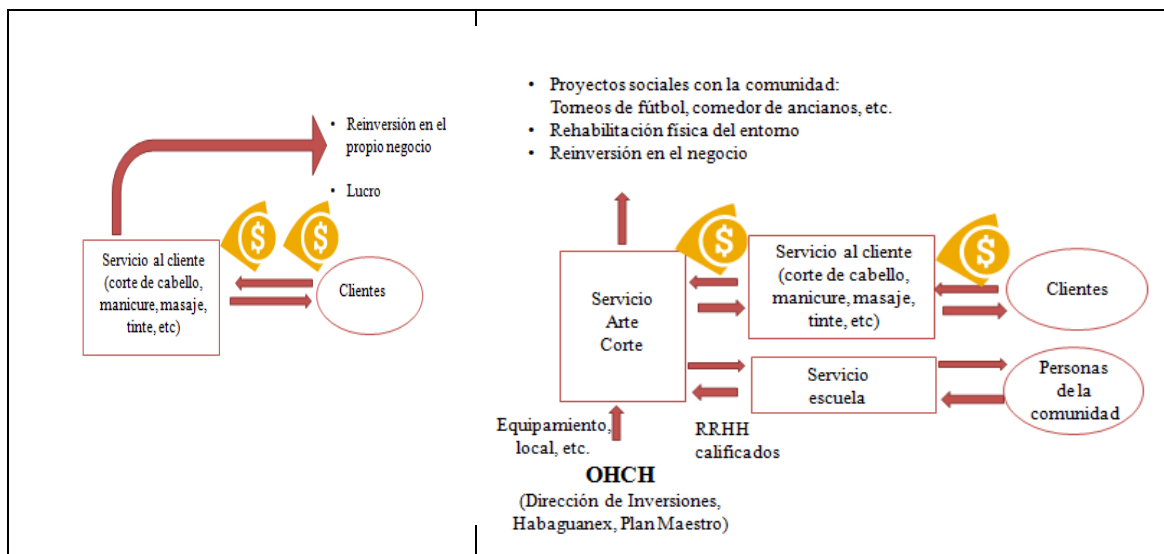 • Reinversión en el
propio negocio
• Lucro
$ $
Servicio al cliente
(corte de cabello,
manicure, masaje,
tinte, etc)
Clientes
• Proyectos sociales con la comunidad:
Torneos de fútbol, comedor de ancianos, etc.
• Rehabilitación física del entorno
• Reinversión en el negocio
$
$
Servicio
Arte
Corte
Servicio al cliente
(corte de cabello,
manicure, masaje,
tinte, etc)
Clientes
Servicio
escuela
Personas
de la
comunidad
Equipamiento,
local, etc.
RRHH
calificados
OHCH
(Dirección de Inversiones,
Habaguanex, Plan Maestro)